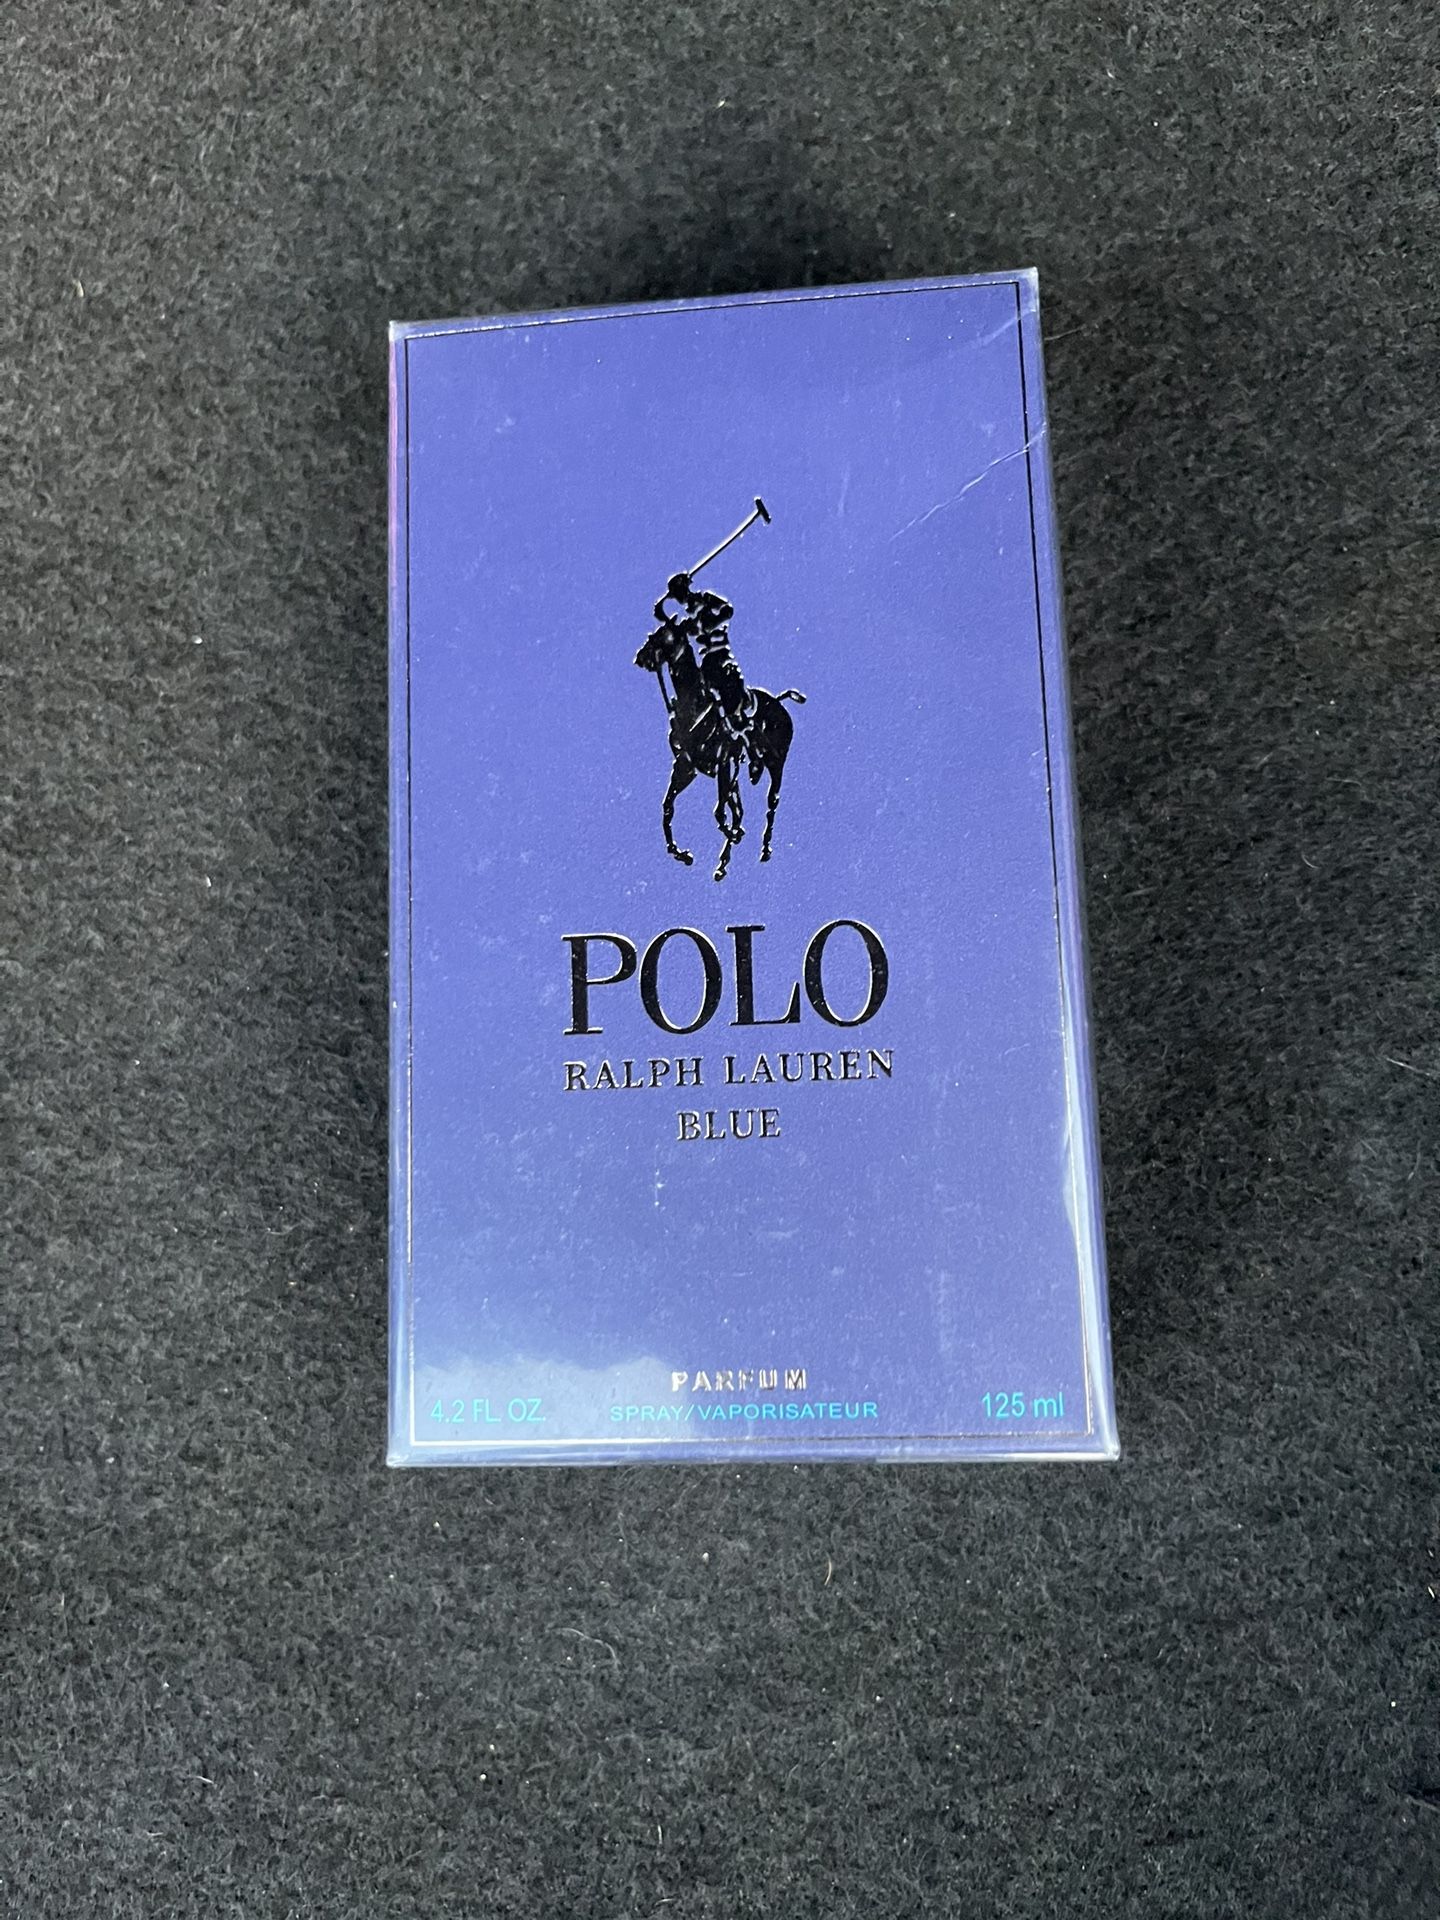 POLO
RALPH LAUREN
BLUE
PARFUM
4.2 FL. OZ. SPRAY/VAPORISATEUR 125 ml